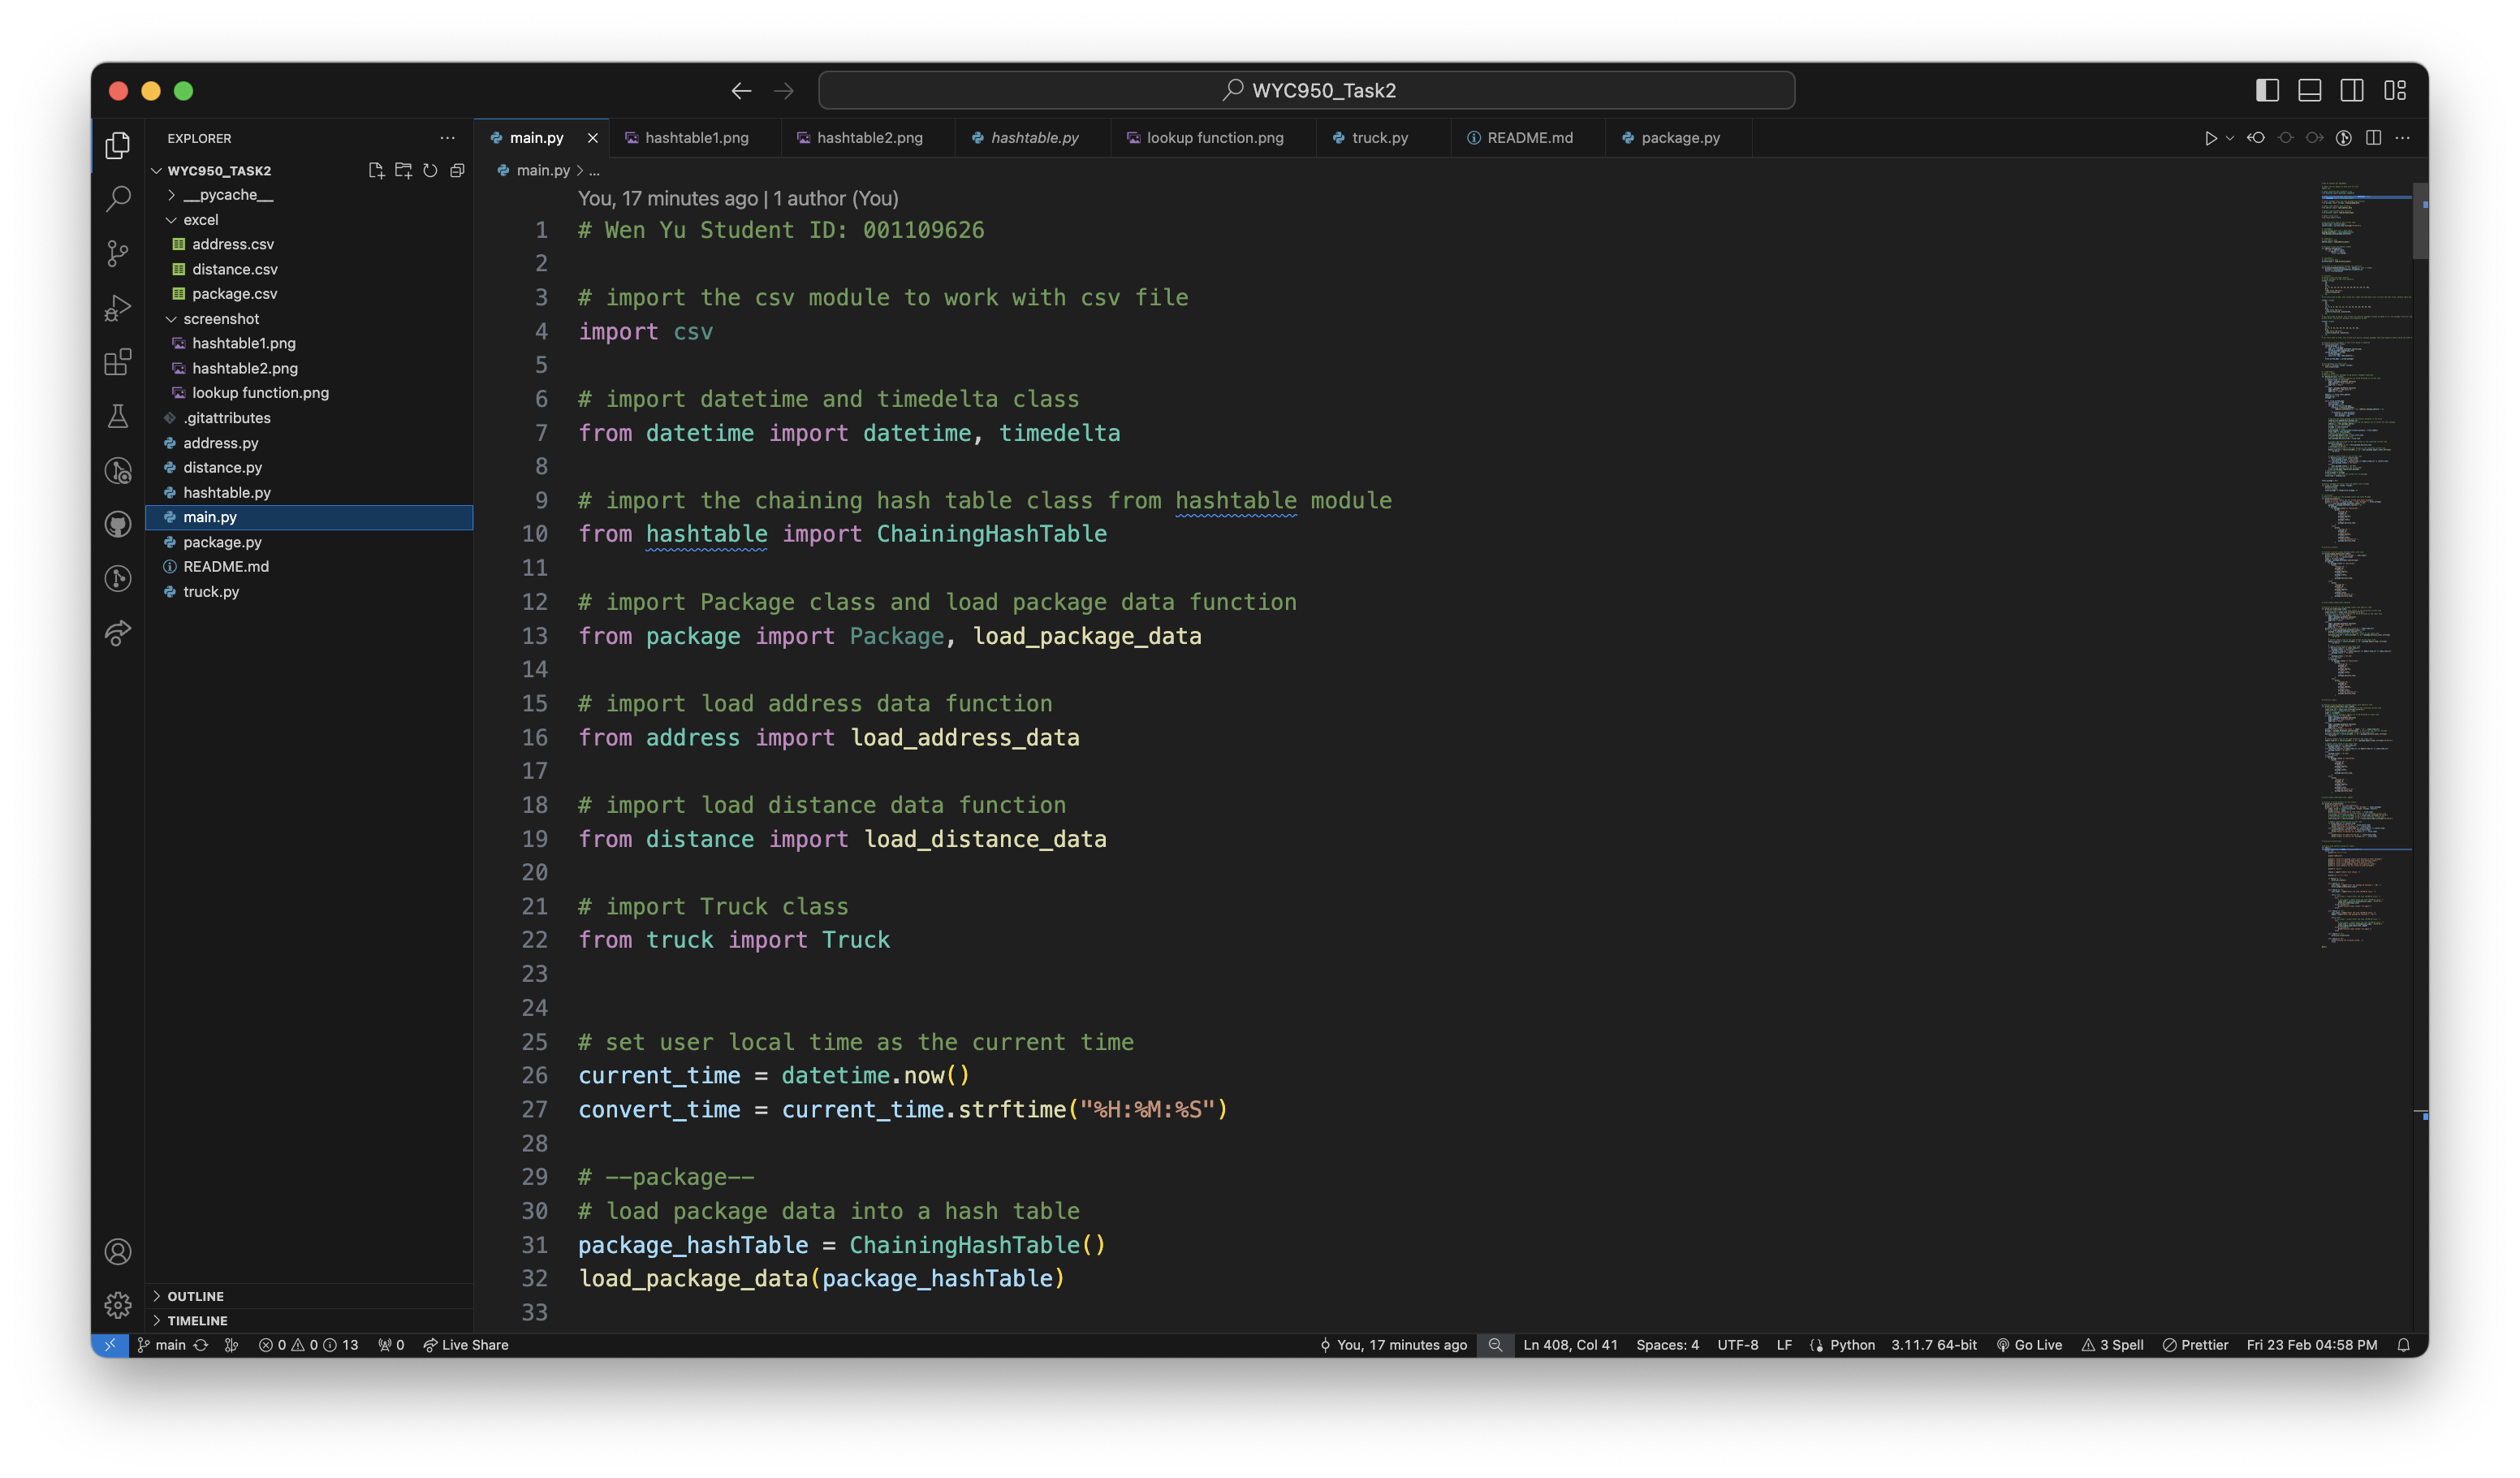 WYC950_Task2
EXPLORER
WYC950_TASK2
__pycache__
excel
address.csv
distance.csv
package.csv
screenshot
hashtable1.png
hashtable2.png
lookup function.png
.gitattributes
address.py
distance.py
hashtable.py
main.py
package.py
README.md
truck.py
OUTLINE
TIMELINE
main.py hashtable1.png hashtable2.png hashtable.py lookup function.png truck.py README.md package.py
main.py > ...
You, 17 minutes ago | 1 author (You)
1 # Wen Yu Student ID: 001109626
2
3 # import the csv module to work with csv file
4 import csv
5
6 # import datetime and timedelta class
7 from datetime import datetime, timedelta
8
9 # import the chaining hash table class from hashtable module
10 from hashtable import ChainingHashTable
11
12 # import Package class and load package data function
13 from package import Package, load_package_data
14
15 # import load address data function
16 from address import load_address_data
17
18 # import load distance data function
19 from distance import load_distance_data
20
21 # import Truck class
22 from truck import Truck
23
24
25 # set user local time as the current time
26 current_time = datetime.now()
27 convert_time = current_time.strftime("%H:%M:%S")
28
29 # --package--
30 # load package data into a hash table
31 package_hashTable = ChainingHashTable()
32 load_package_data(package_hashTable)
33
main 0 0 13 0 Live Share You, 17 minutes ago Ln 408, Col 41 Spaces: 4 UTF-8 LF Python 3.11.7 64-bit Go Live 3 Spell Prettier Fri 23 Feb 04:58 PM